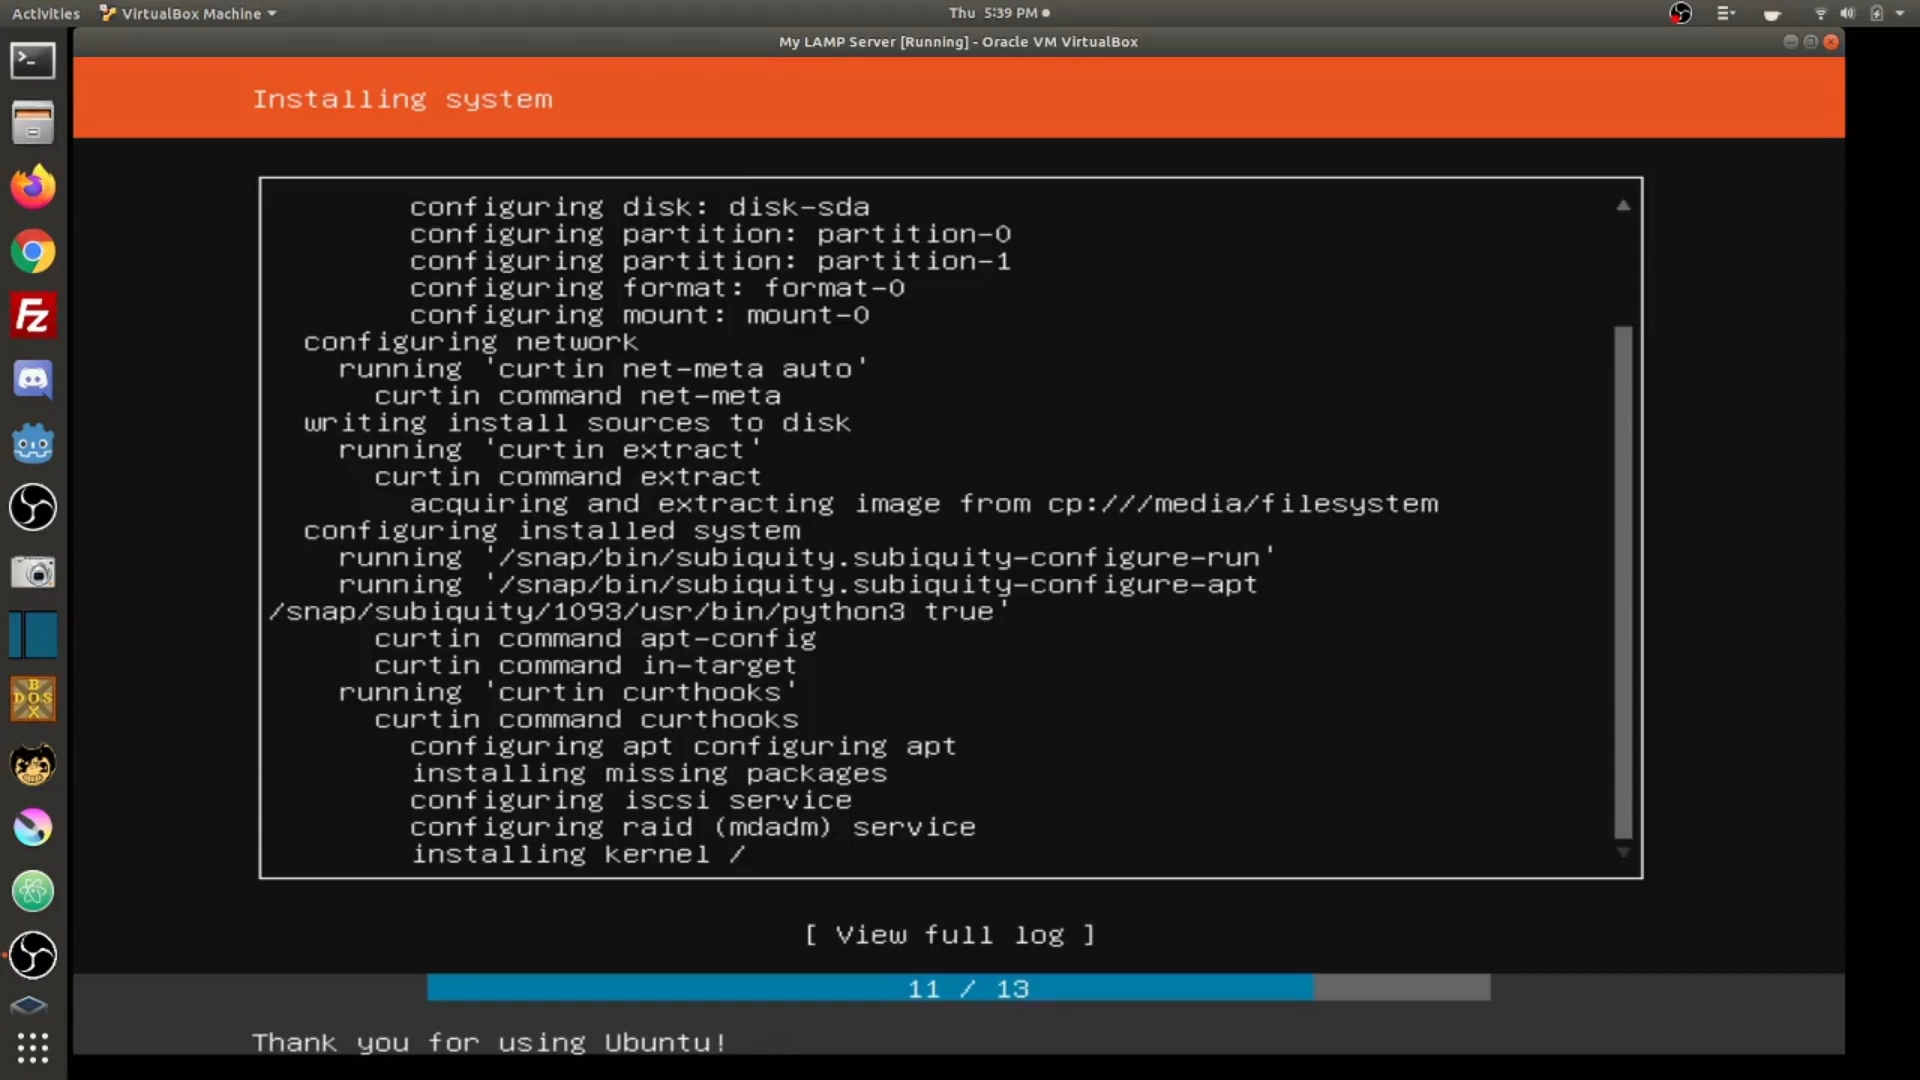 Activities
VirtualBox Machine
Thu 5:39 PM
My LAMP Server [Running] - Oracle VM VirtualBox
Installing system
configuring disk: disk-sda
configuring partition: partition-0
configuring partition: partition-1
configuring format: format-0
configuring mount: mount-0
configuring network
running 'curtin net-meta auto'
curtin command net-meta
writing install sources to disk
running 'curtin extract'
curtin command extract
acquiring and extracting image from cp:///media/filesystem
configuring installed system
running '/snap/bin/subiquity.subiquity-configure-run'
running '/snap/bin/subiquity.subiquity-configure-apt
/snap/subiquity/1093/usr/bin/python3 true'
curtin command apt-config
curtin command in-target
running 'curtin curthooks'
curtin command curthooks
configuring apt configuring apt
installing missing packages
configuring iscsi service
configuring raid (mdadm) service
installing kernel /
[ View full log ]
11 / 13
Thank you for using Ubuntu!
Fz
B
DOS
X